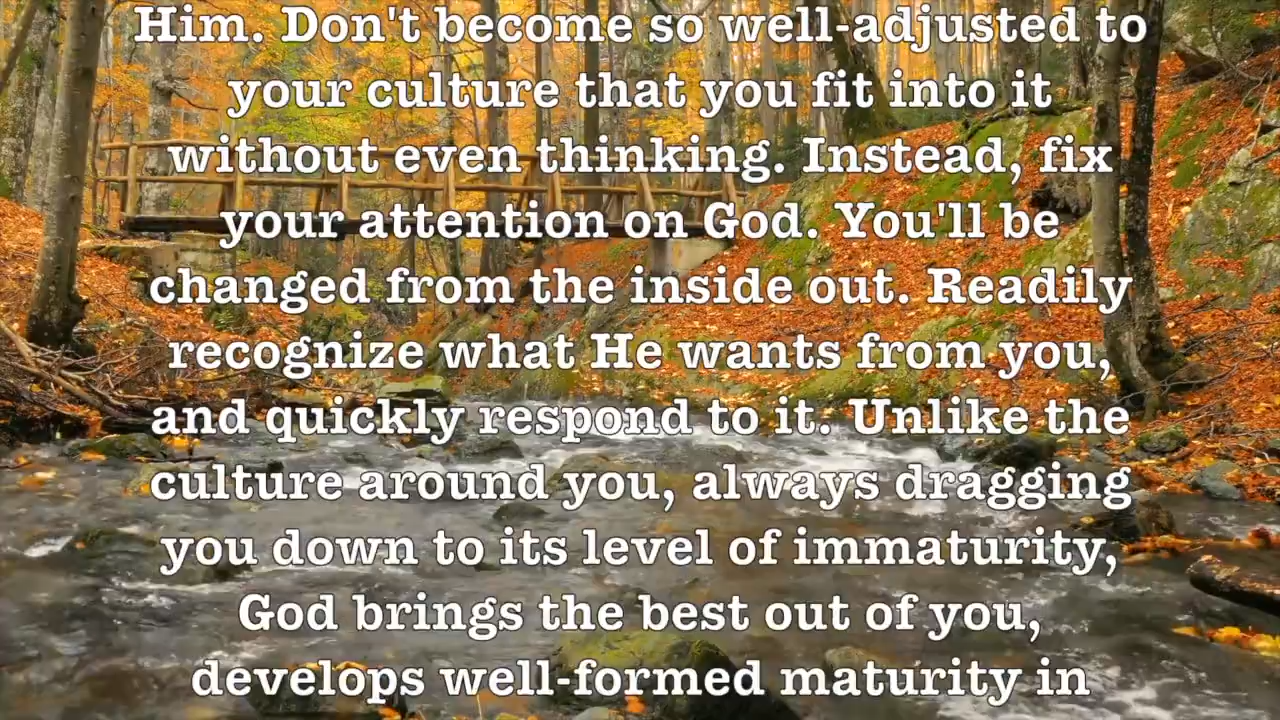 Him. Don't become so well-adjusted to
your culture that you fit into it
without even thinking. Instead, fix
your attention on God. You'll be
changed from the inside out. Readily
recognize what He wants from you,
and quickly respond to it. Unlike the
culture around you, always dragging
you down to its level of immaturity,
God brings the best out of you,
develops well-formed maturity in